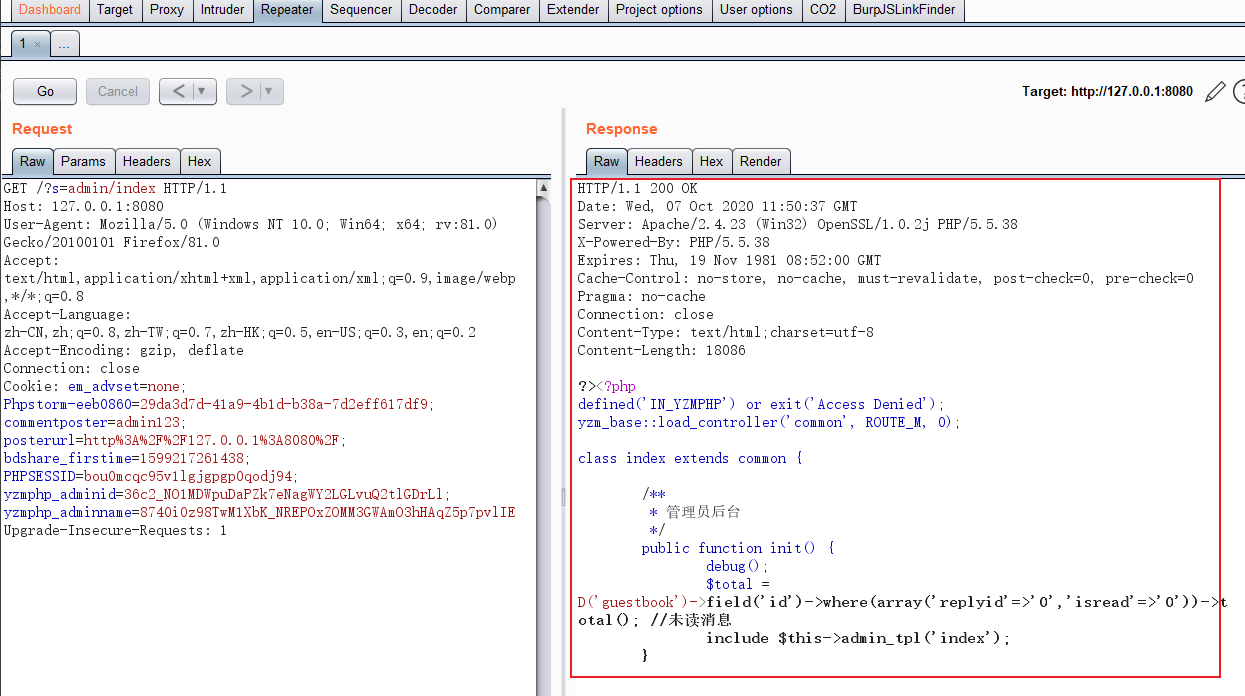 Dashboard Target Proxy Intruder Repeater Sequencer Decoder Comparer Extender Project options User options CO2 BurpJSLinkFinder
1 × ...
Go Cancel < ▼ > ▼ Target: http://127.0.0.1:8080 ?
Request
Raw Params Headers Hex
GET /?s=admin/index HTTP/1.1
Host: 127.0.0.1:8080
User-Agent: Mozilla/5.0 (Windows NT 10.0; Win64; x64; rv:81.0)
Gecko/20100101 Firefox/81.0
Accept:
text/html,application/xhtml+xml,application/xml;q=0.9,image/webp
,*/*;q=0.8
Accept-Language:
zh-CN,zh;q=0.8,zh-TW;q=0.7,zh-HK;q=0.5,en-US;q=0.3,en;q=0.2
Accept-Encoding: gzip, deflate
Connection: close
Cookie: em_advset=none;
Phpstorm-eeb0860=29da3d7d-41a9-4b1d-b38a-7d2eff617df9;
commentposter=admin123;
posterurl=http%3A%2F%2F127.0.0.1%3A8080%2F;
bdshare_firstime=1599217261438;
PHPSESSID=bou0mcqc95v1lgjgpgp0qodj94;
yzmphp_adminid=36c2_NO1MDWpuDaPZk7eNagWY2LGLvuQ2tlGDrLl;
yzmphp_adminname=8740i0z98TwM1XbK_NREPOxZOMM3GWAmO3hHAqZ5p7pvlIE
Upgrade-Insecure-Requests: 1
Response
Raw Headers Hex Render
HTTP/1.1 200 OK
Date: Wed, 07 Oct 2020 11:50:37 GMT
Server: Apache/2.4.23 (Win32) OpenSSL/1.0.2j PHP/5.5.38
X-Powered-By: PHP/5.5.38
Expires: Thu, 19 Nov 1981 08:52:00 GMT
Cache-Control: no-store, no-cache, must-revalidate, post-check=0, pre-check=0
Pragma: no-cache
Connection: close
Content-Type: text/html;charset=utf-8
Content-Length: 18086
?><?php
defined('IN_YZMPHP') or exit('Access Denied');
yzm_base::load_controller('common', ROUTE_M, 0);
class index extends common {
/**
* 管理员后台
*/
public function init() {
debug();
$total =
D('guestbook')->field('id')->where(array('replyid'=>'0','isread'=>'0'))->t
otal(); //未读消息
include $this->admin_tpl('index');
}